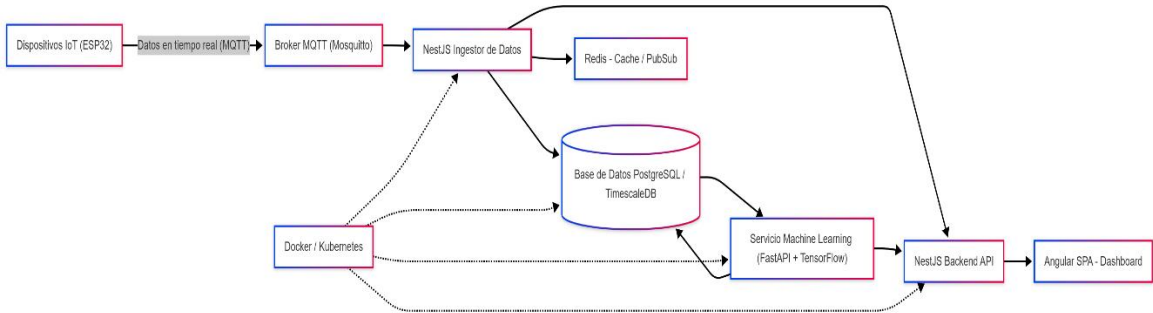 Dispositivos IoT (ESP32)
Datos en tiempo real (MQTT)
Broker MQTT (Mosquitto)
NestJS Ingestor de Datos
Redis - Cache / PubSub
Base de Datos PostgreSQL /
TimescaleDB
Docker / Kubernetes
Servicio Machine Learning
(FastAPI + TensorFlow)
NestJS Backend API
Angular SPA - Dashboard